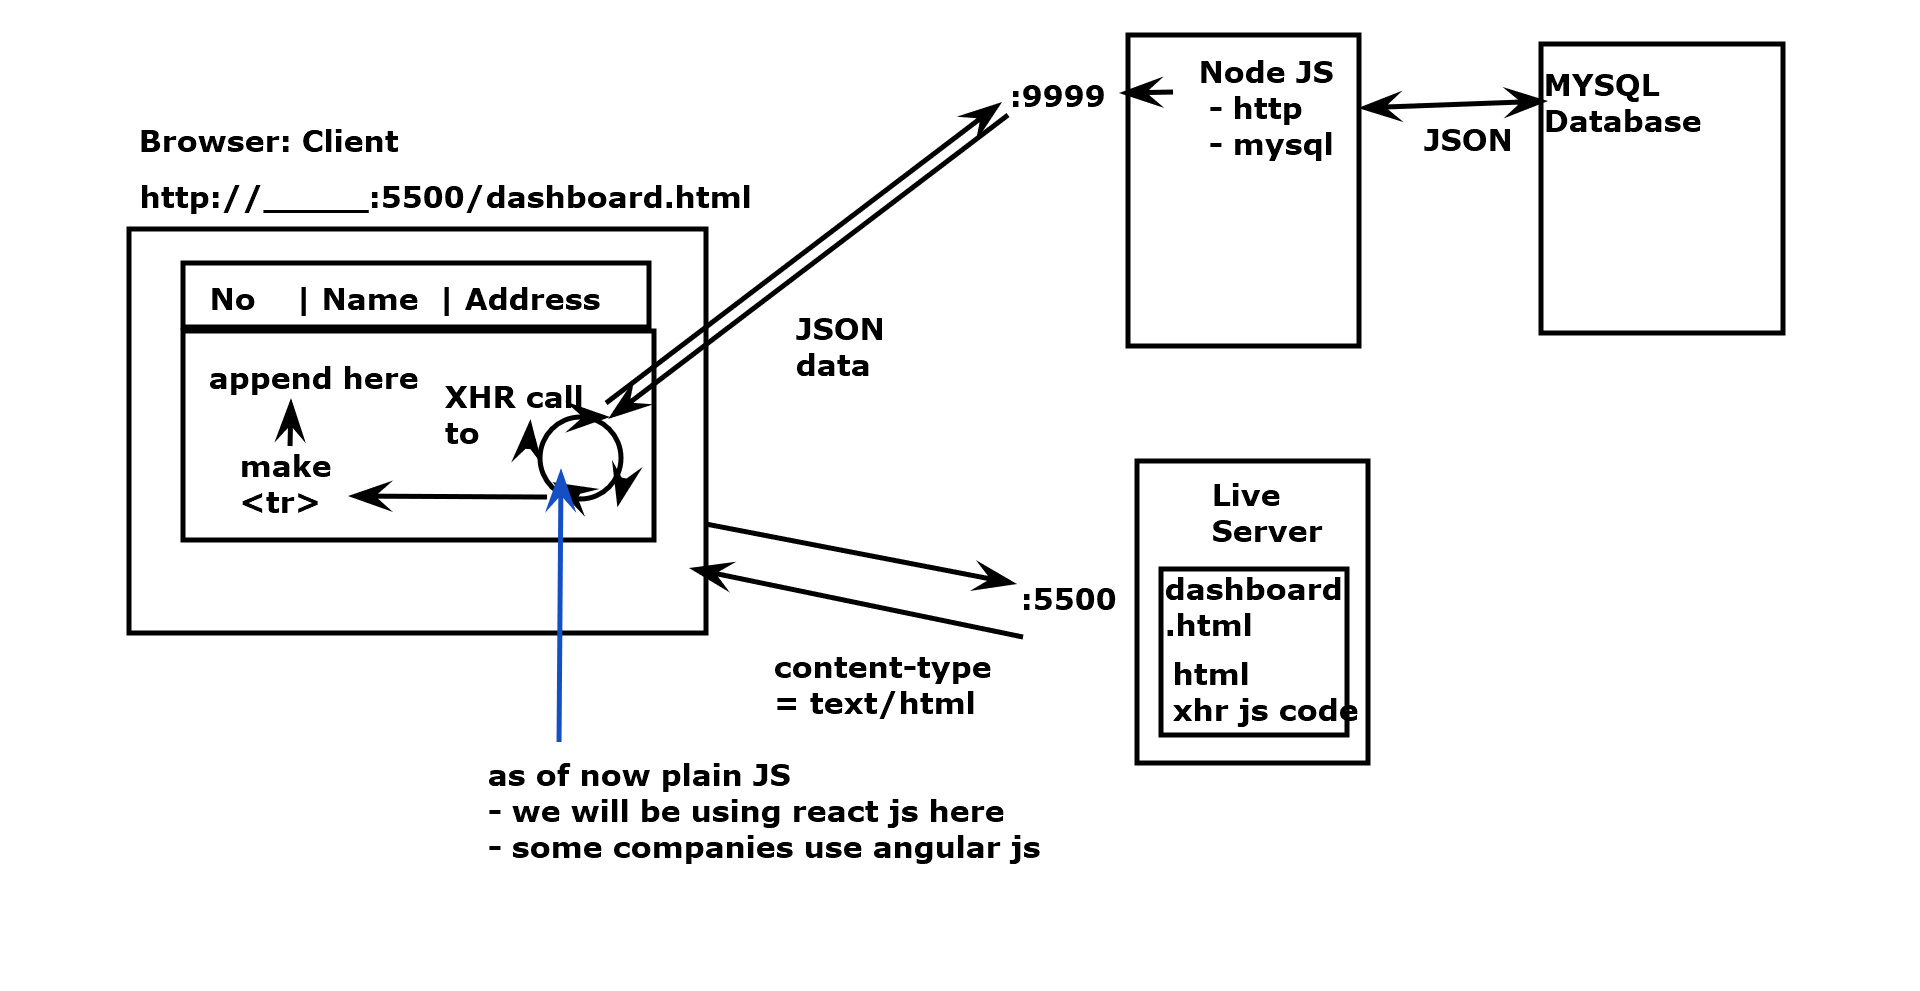 Browser: Client
http://______:5500/dashboard.html
No | Name | Address
append here
XHR call
to
make
<tr>
JSON
data
:9999
Node JS
- http
- mysql
JSON
MYSQL
Database
:5500
content-type
= text/html
Live
Server
dashboard
.html
html
xhr js code
as of now plain JS
- we will be using react js here
- some companies use angular js